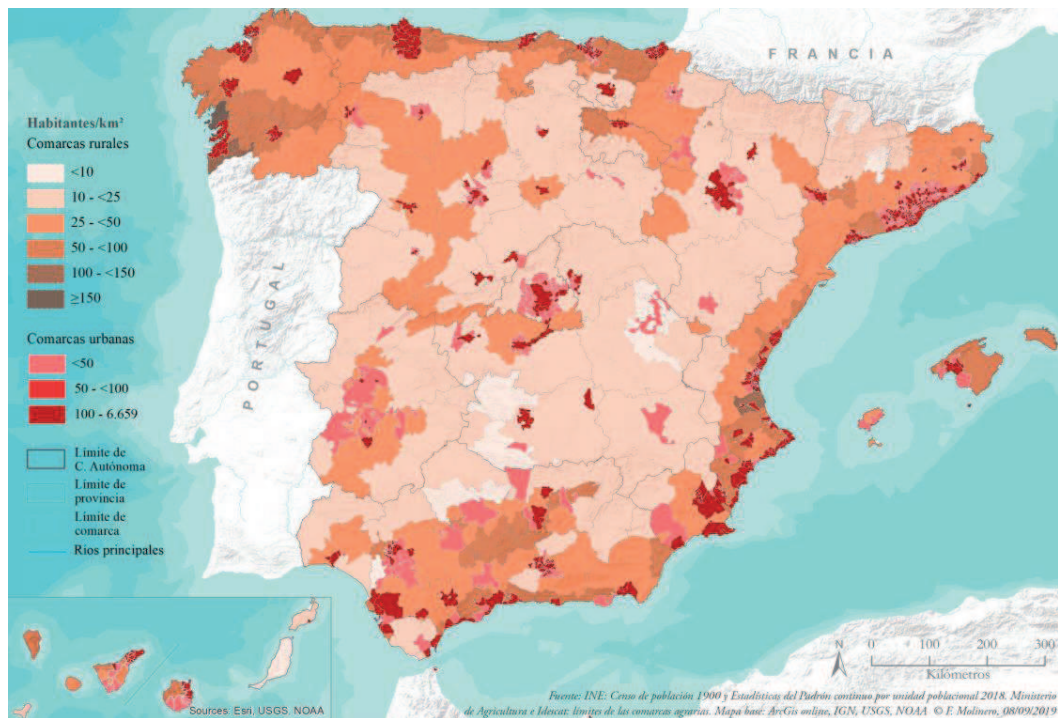 FRANCIA
PORTUGAL
Habitantes/km²
Comarcas rurales
<10
10 - <25
25 - <50
50 - <100
100 - <150
≥150
Comarcas urbanas
<50
50 - <100
100 - 6.659
Límite de
C. Autónoma
Límite de
provincia
Límite de
comarca
Ríos principales
Sources: Esri, USGS, NOAA
N
0 100 200 300
Kilómetros
Fuente: INE: Censo de población 1900 y Estadísticas del Padrón continuo por unidad poblacional 2018. Ministerio
de Agricultura e Idescat: límites de las comarcas agrarias. Mapa base: ArcGis online, IGN, USGS, NOAA © F. Molinero, 08/09/2019